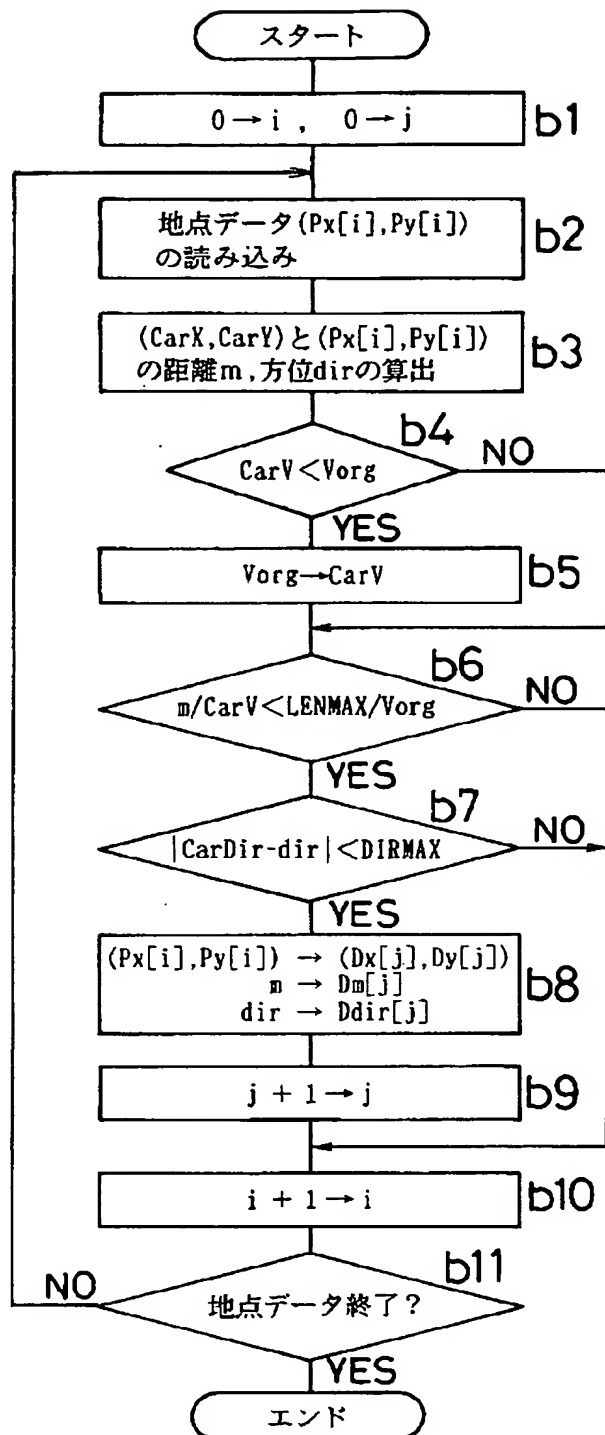 スタート
0→i, 0→j
b1
地点データ(Px[i],Py[i])
の読み込み
b2
(CarX,CarY)と(Px[i],Py[i])
の距離m,方位dirの算出
b3
b4
CarV<Vorg
NO
YES
Vorg→CarV
b5
b6
m/CarV<LENMAX/Vorg
NO
YES
b7
|CarDir-dir|<DIRMAX
NO
YES
(Px[i],Py[i]) → (Dx[j],Dy[j])
m → Dm[j]
dir → Ddir[j]
b8
j + 1→j
b9
i + 1→i
b10
b11
地点データ終了?
NO
YES
エンド